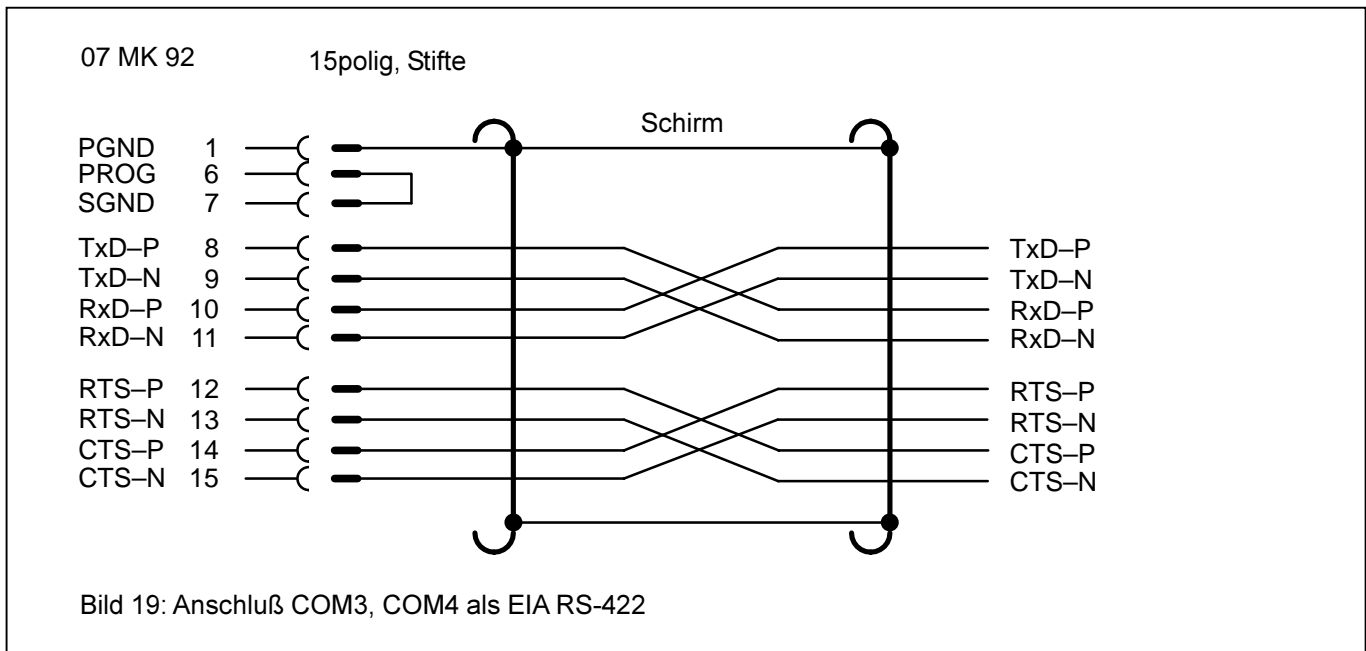 07 MK 92 15polig, Stifte
Schirm
PGND 1
PROG 6
SGND 7
TxD–P 8 TxD–P
TxD–N 9 TxD–N
RxD–P 10 RxD–P
RxD–N 11 RxD–N
RTS–P 12 RTS–P
RTS–N 13 RTS–N
CTS–P 14 CTS–P
CTS–N 15 CTS–N
Bild 19: Anschluß COM3, COM4 als EIA RS-422